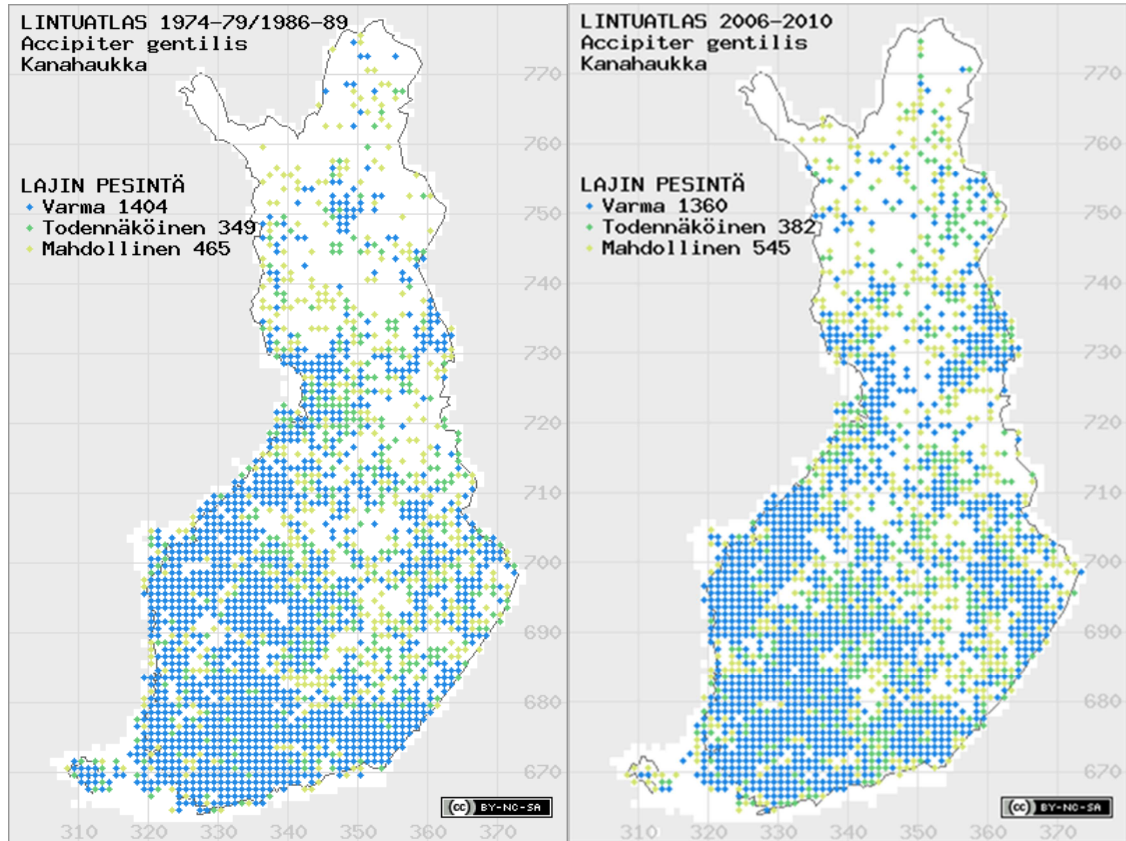 LINTUATLAS 1974-79/1986-89
Accipiter gentilis
Kanahaukka
770
760
LAJIN PESINTÄ
Varma 1404
Todennäköinen 349
Mahdollinen 465
750
740
730
720
710
700
690
680
670
(cc) BY-NC-SA
310 320 330 340 350 360 370
LINTUATLAS 2006-2010
Accipiter gentilis
Kanahaukka
770
760
LAJIN PESINTÄ
Varma 1360
Todennäköinen 382
Mahdollinen 545
750
740
730
720
710
700
690
680
670
(cc) BY-NC-SA
310 320 330 340 350 360 370